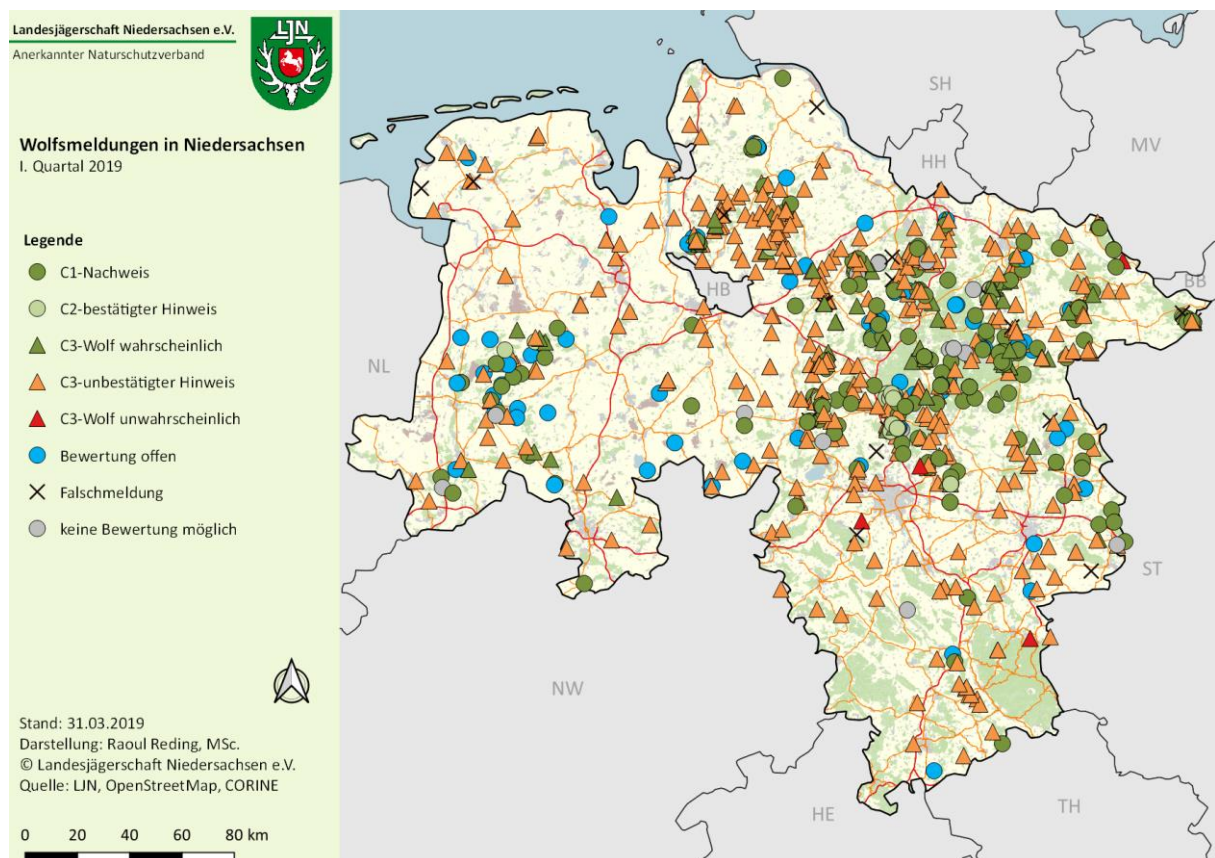 Landesjägerschaft Niedersachsen e.V.
Anerkannter Naturschutzverband
LJN
Wolfsmeldungen in Niedersachsen
I. Quartal 2019
Legende
C1-Nachweis
C2-bestätigter Hinweis
C3-Wolf wahrscheinlich
C3-unbestätigter Hinweis
C3-Wolf unwahrscheinlich
Bewertung offen
Falschmeldung
keine Bewertung möglich
Stand: 31.03.2019
Darstellung: Raoul Reding, MSc.
© Landesjägerschaft Niedersachsen e.V.
Quelle: LJN, OpenStreetMap, CORINE
0 20 40 60 80 km
SH
MV
HH
BB
HB
NL
ST
NW
HE
TH